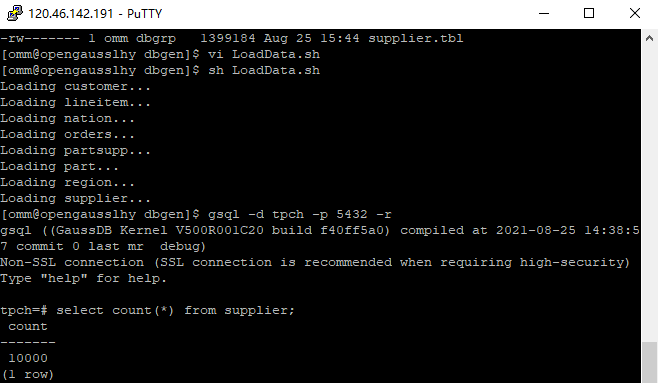 120.46.142.191 - PuTTY
-rw------- 1 omm dbgrp   1399184 Aug 25 15:44 supplier.tbl
[omm@opengausslhy dbgen]$ vi LoadData.sh
[omm@opengausslhy dbgen]$ sh LoadData.sh
Loading customer...
Loading lineitem...
Loading nation...
Loading orders...
Loading partsupp...
Loading part...
Loading region...
Loading supplier...
[omm@opengausslhy dbgen]$ gsql -d tpch -p 5432 -r
gsql ((GaussDB Kernel V500R001C20 build f40ff5a0) compiled at 2021-08-25 14:38:5
7 commit 0 last mr  debug)
Non-SSL connection (SSL connection is recommended when requiring high-security)
Type "help" for help.

tpch=# select count(*) from supplier;
 count
-------
 10000
(1 row)